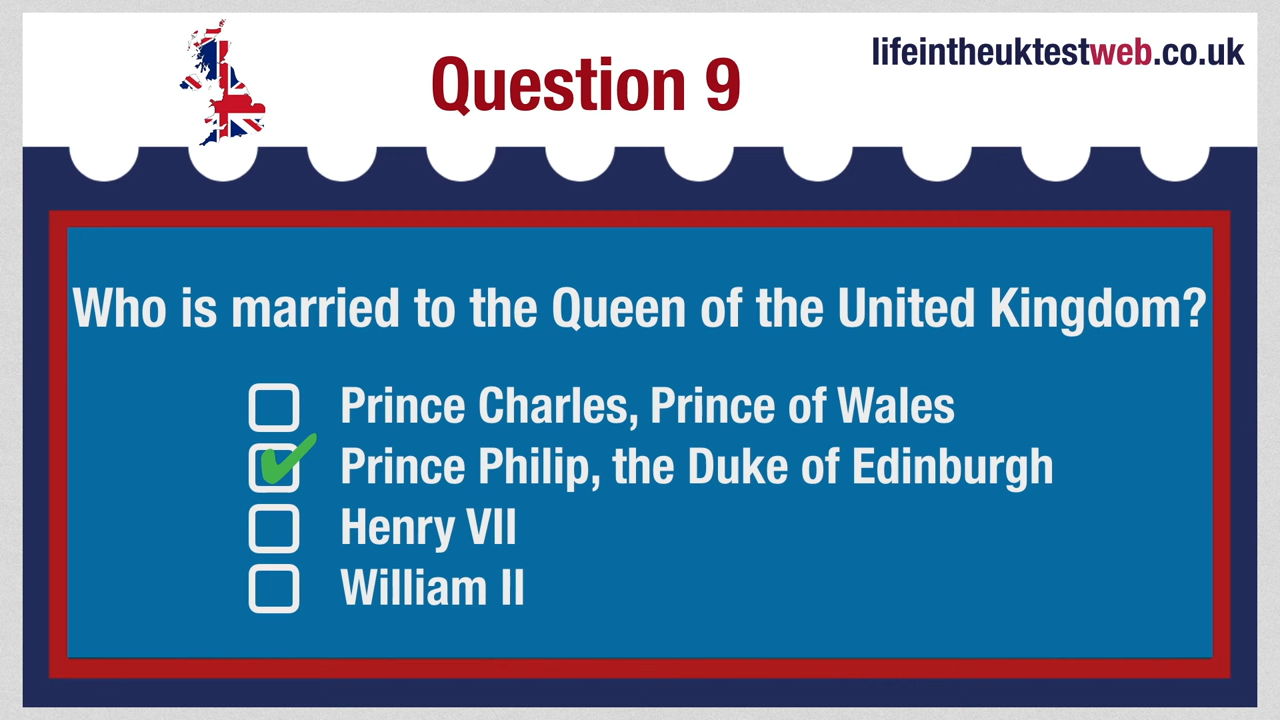 lifeintheuktestweb.co.uk
Question 9
Who is married to the Queen of the United Kingdom?
Prince Charles, Prince of Wales
Prince Philip, the Duke of Edinburgh
Henry VII
William II